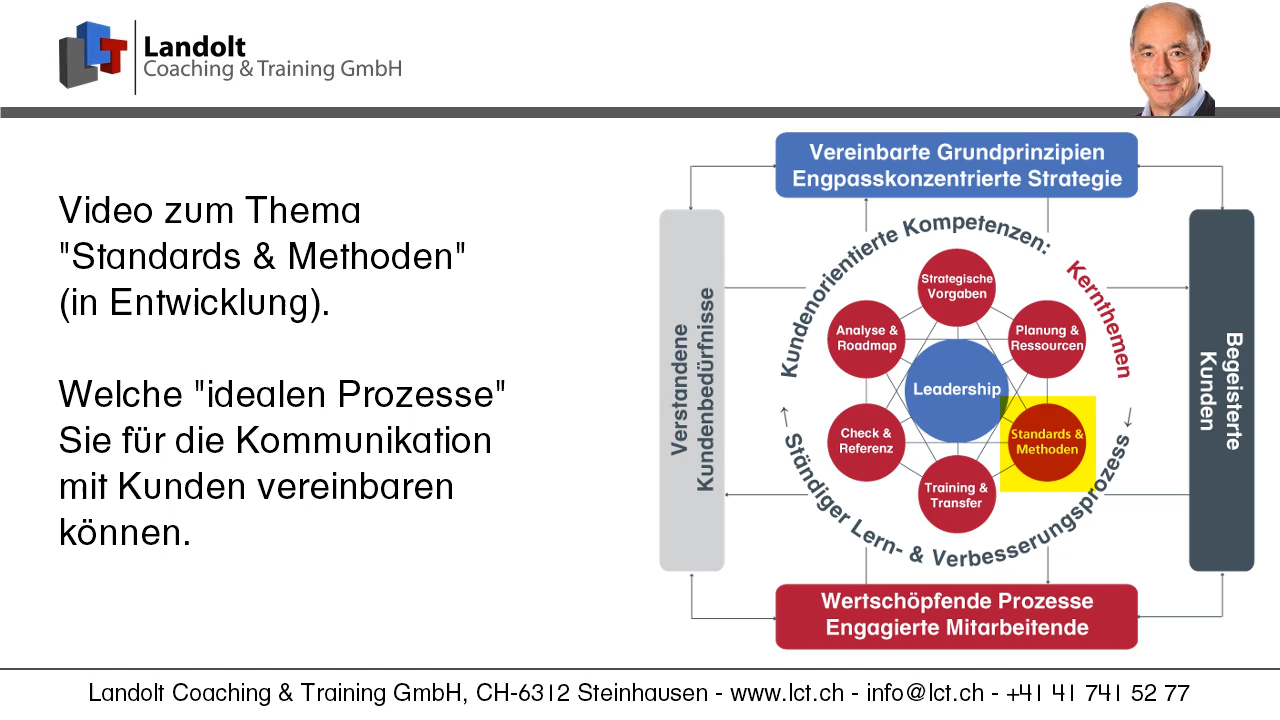 Landolt
Coaching & Training GmbH
Video zum Thema
"Standards & Methoden"
(in Entwicklung).
Welche "idealen Prozesse"
Sie für die Kommunikation
mit Kunden vereinbaren
können.
Vereinbarte Grundprinzipien
Engpasskonzentrierte Strategie
Verstandene
Kundenbedürfnisse
Kundenorientierte Kompetenzen:
Kernthemen
Strategische
Vorgaben
Analyse &
Roadmap
Planung &
Ressourcen
Leadership
Check &
Referenz
Standards &
Methoden
Training &
Transfer
Ständiger Lern- & Verbesserungsprozess
Begeisterte
Kunden
Wertschöpfende Prozesse
Engagierte Mitarbeitende
Landolt Coaching & Training GmbH, CH-6312 Steinhausen - www.lct.ch - info@lct.ch - +41 41 741 52 77